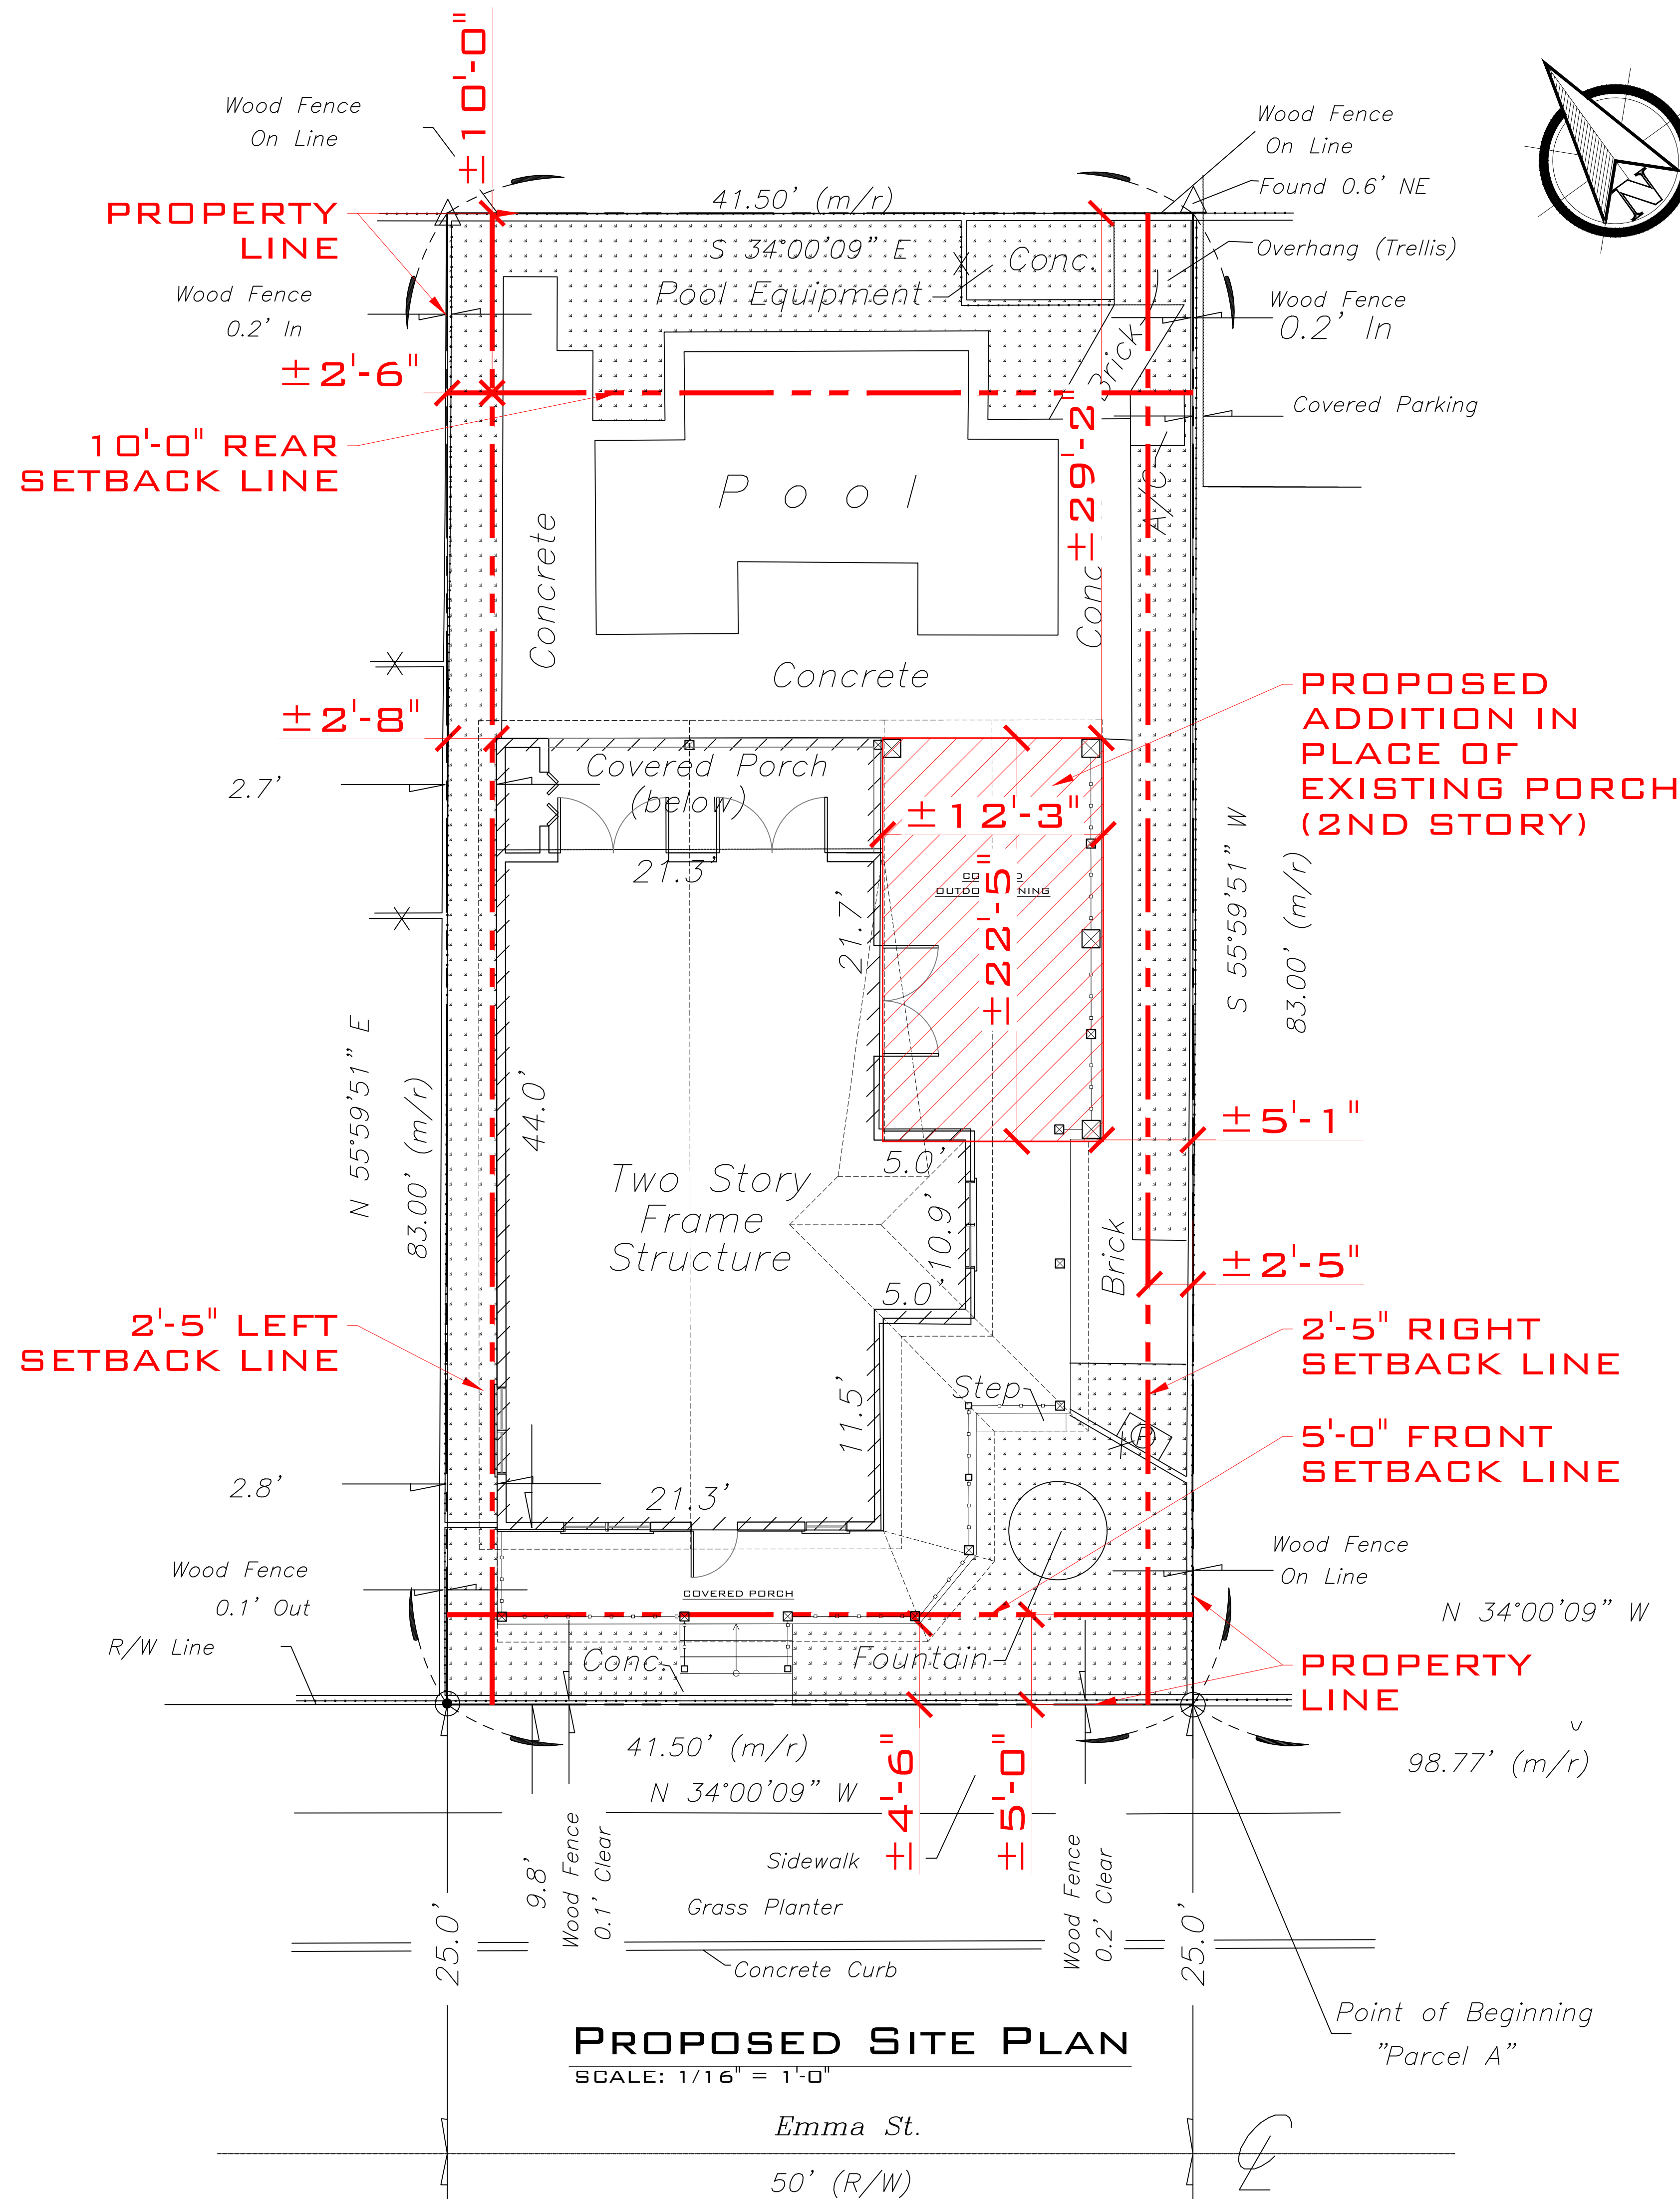 ±10'-0"
Wood Fence
On Line
Wood Fence
On Line
Found 0.6' NE
N
PROPERTY
LINE
41.50' (m/r)
S 34°00'09" E
Conc.
Pool Equipment
Overhang (Trellis)
Wood Fence
0.2' In
Wood Fence
0.2' In
Brick
±2'-6"
Covered Parking
10'-0" REAR
SETBACK LINE
±29'-2"
Pool
A/C
Concrete
Conc
Concrete
PROPOSED
ADDITION IN
PLACE OF
EXISTING PORCH
(2ND STORY)
±2'-8"
2.7'
Covered Porch
(below)
±12'-3"
21.3'
±22'-5"
21.7'
S 55°59'51" W
83.00' (m/r)
N 55°59'51" E
83.00' (m/r)
44.0'
±5'-1"
5.0'
Two Story
Frame
Structure
10.9'
Brick
5.0'
±2'-5"
2'-5" LEFT
SETBACK LINE
2'-5" RIGHT
SETBACK LINE
11.5'
Step
5'-0" FRONT
SETBACK LINE
2.8'
21.3'
Wood Fence
0.1' Out
COVERED PORCH
Wood Fence
On Line
N 34°00'09" W
R/W Line
Conc.
Fountain
PROPERTY
LINE
41.50' (m/r)
N 34°00'09" W
±4'-6"
±5'-0"
98.77' (m/r)
Sidewalk
9.8'
Wood Fence
0.1' Clear
Wood Fence
0.2' Clear
Grass Planter
25.0'
25.0'
Concrete Curb
Point of Beginning
"Parcel A"
PROPOSED SITE PLAN
SCALE: 1/16" = 1'-0"
Emma St.
50' (R/W)